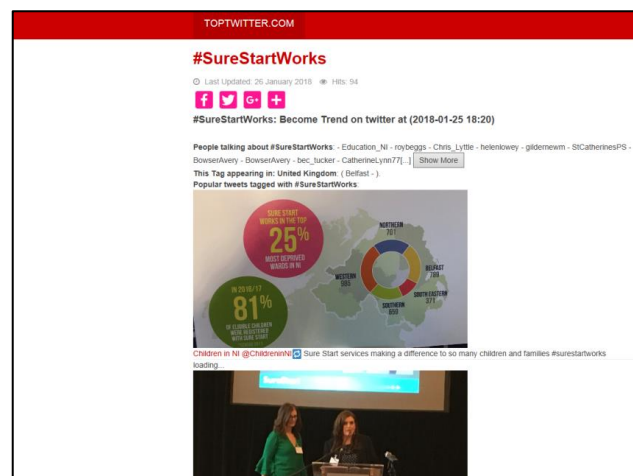 TOPTWITTER.COM
#SureStartWorks
Last Updated: 26 January 2018 Hits: 94
#SureStartWorks: Become Trend on twitter at (2018-01-25 18:20)
People talking about #SureStartWorks: - Education_NI - roybeggs - Chris_Lyttle - helenlowey - gildernewm - StCatherinesPS -
BowserAvery - BowserAvery - bec_tucker - CatherineLynn77[...] Show More
This Tag appearing in: United Kingdom: ( Belfast - ).
Popular tweets tagged with #SureStartWorks:
SURE START
WORKS IN THE TOP
25%
MOST DEPRIVED
WARDS IN NI
IN 2016/17
81%
OF ELIGIBLE CHILDREN
WERE REGISTERED
WITH SURE START
NORTHERN
WESTERN
BELFAST
SOUTH EASTERN
SOUTHERN
Children in NI @ChildreninNI Sure Start services making a difference to so many children and families #surestartworks
loading...